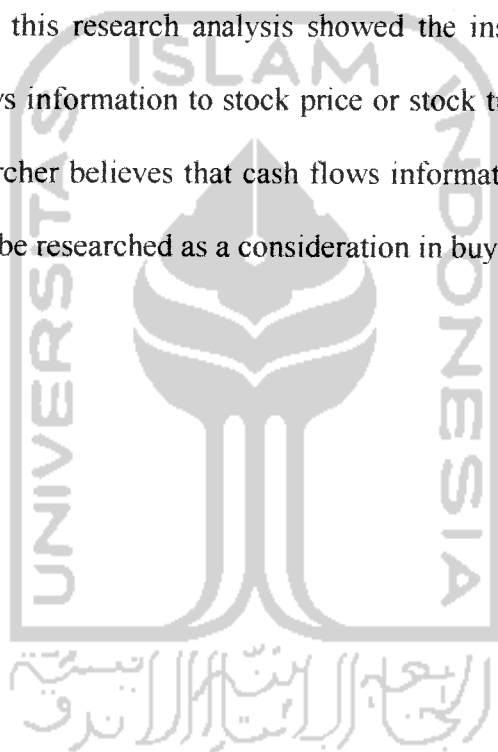 this research analysis showed the ins
s information to stock price or stock t
rcher believes that cash flows informat
be researched as a consideration in buy
ISLAM
UNIVERSITAS
INDONESIA